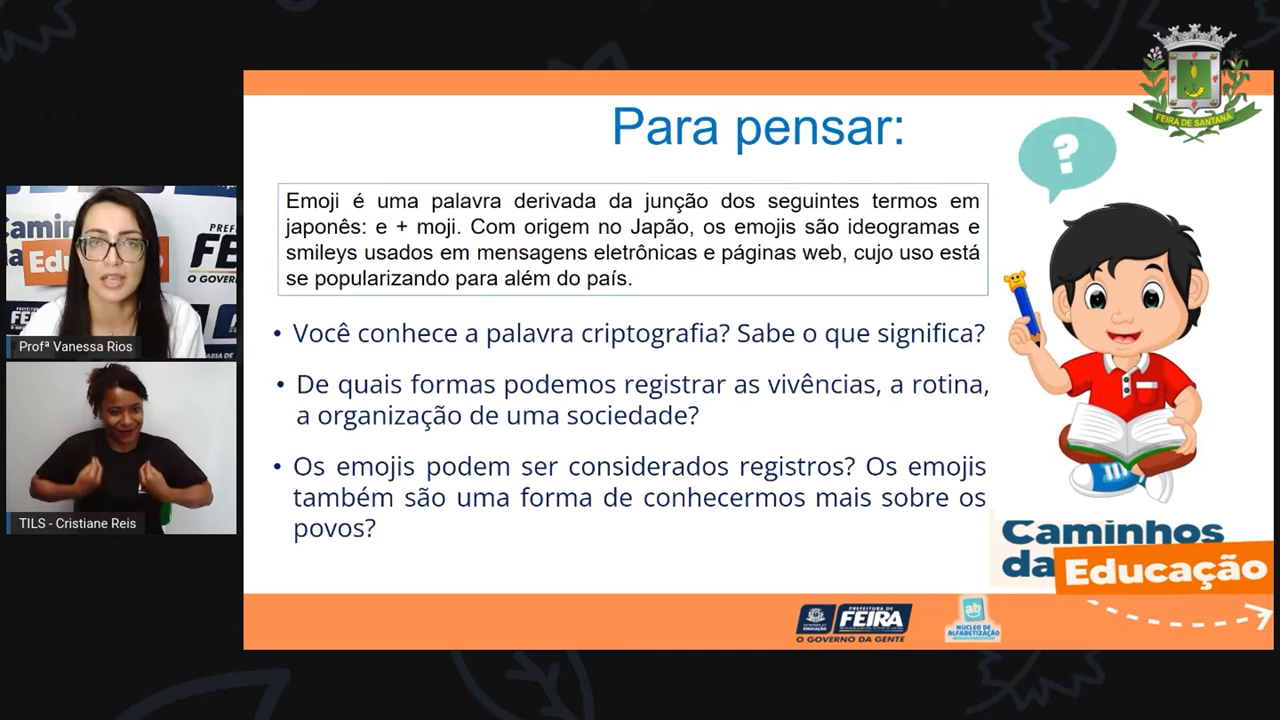 FEIRA DE SANTANA
Para pensar:
?
Emoji é uma palavra derivada da junção dos seguintes termos em
japonês: e + moji. Com origem no Japão, os emojis são ideogramas e
smileys usados em mensagens eletrônicas e páginas web, cujo uso está
se popularizando para além do país.
• Você conhece a palavra criptografia? Sabe o que significa?
• De quais formas podemos registrar as vivências, a rotina,
a organização de uma sociedade?
• Os emojis podem ser considerados registros? Os emojis
também são uma forma de conhecermos mais sobre os
povos?
Profª Vanessa Rios
TILS - Cristiane Reis
Caminhos
da Educação
PREFEITURA DE
FEIRA
O GOVERNO DA GENTE
ab
NÚCLEO DE
ALFABETIZAÇÃO